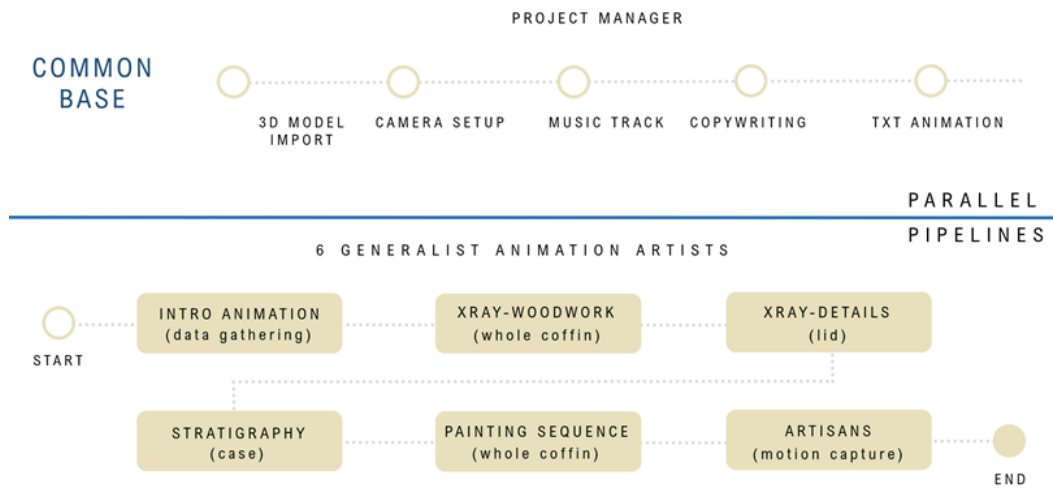 PROJECT MANAGER
COMMON
BASE
3D MODEL
IMPORT
CAMERA SETUP
MUSIC TRACK
COPYWRITING
TXT ANIMATION
PARALLEL
PIPELINES
6 GENERALIST ANIMATION ARTISTS
START
INTRO ANIMATION
(data gathering)
XRAY-WOODWORK
(whole coffin)
XRAY-DETAILS
(lid)
STRATIGRAPHY
(case)
PAINTING SEQUENCE
(whole coffin)
ARTISANS
(motion capture)
END